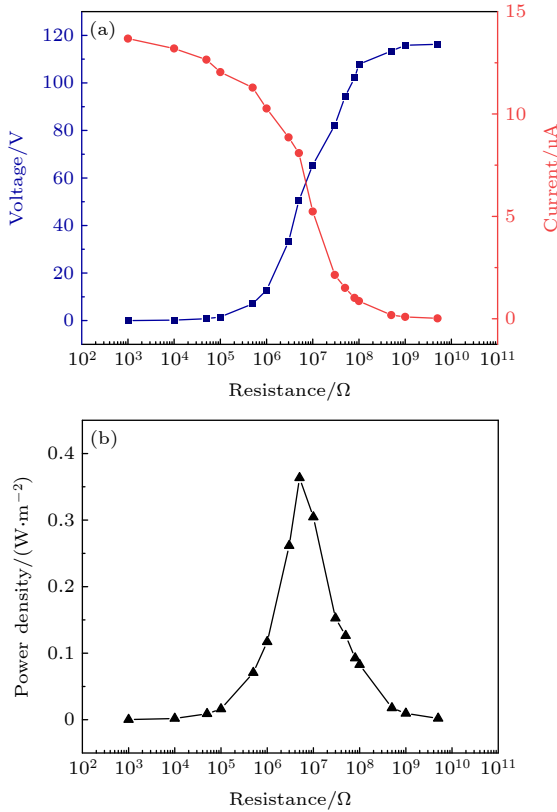 (a)
120
100
80
60
40
20
0
Voltage/V
15
10
5
0
Current/uA
10² 10³ 10⁴ 10⁵ 10⁶ 10⁷ 10⁸ 10⁹ 10¹⁰ 10¹¹
Resistance/Ω
(b)
0.4
0.3
0.2
0.1
0
Power density/(W·m⁻²)
10² 10³ 10⁴ 10⁵ 10⁶ 10⁷ 10⁸ 10⁹ 10¹⁰ 10¹¹
Resistance/Ω